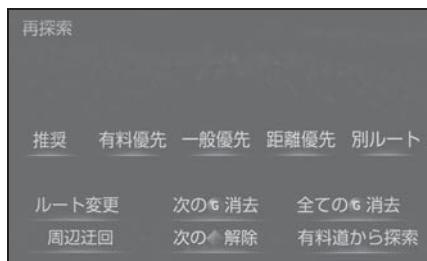 再探索
推奨 有料優先 一般優先 距離優先 別ルート
ルート変更 次のG消去 全てのG消去
周辺迂回 次の 解除 有料道から探索